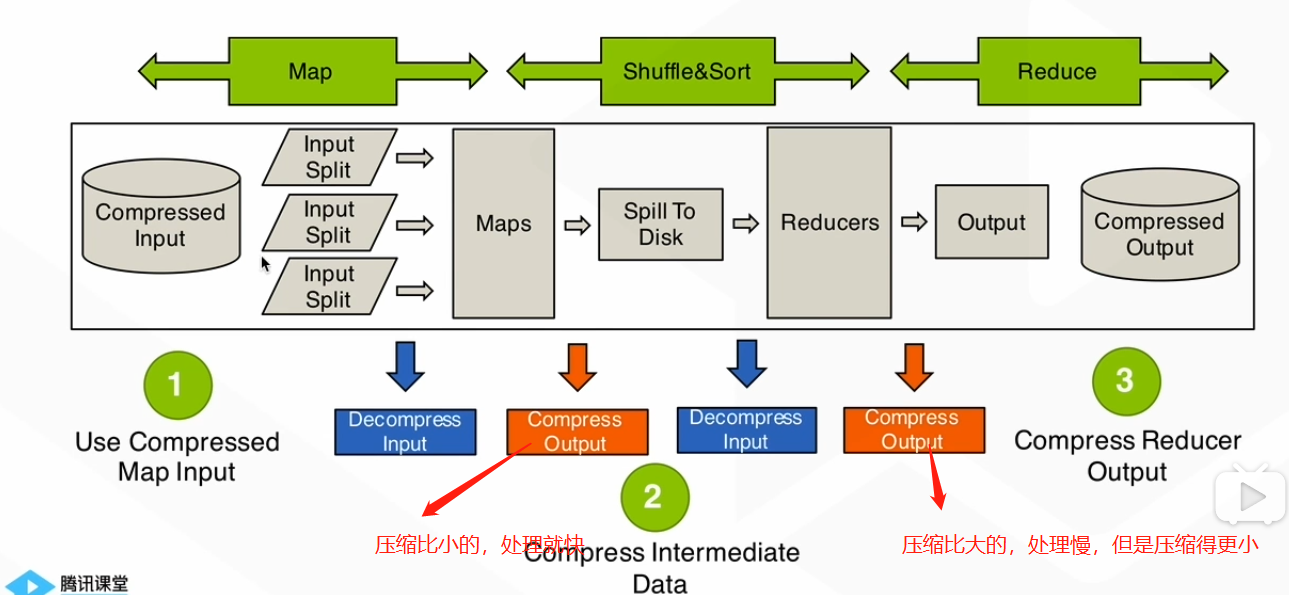 Map
Shuffle&Sort
Reduce
Compressed
Input
Input
Split
Input
Split
Input
Split
Maps
Spill To
Disk
Reducers
Output
Compressed
Output
1
Use Compressed
Map Input
Decompress
Input
Compress
Output
Decompress
Input
Compress
Output
3
Compress Reducer
Output
2
压缩比小的，处理就快
Compress Intermediate
Data
压缩比大的，处理慢，但是压缩得更小
腾讯课堂